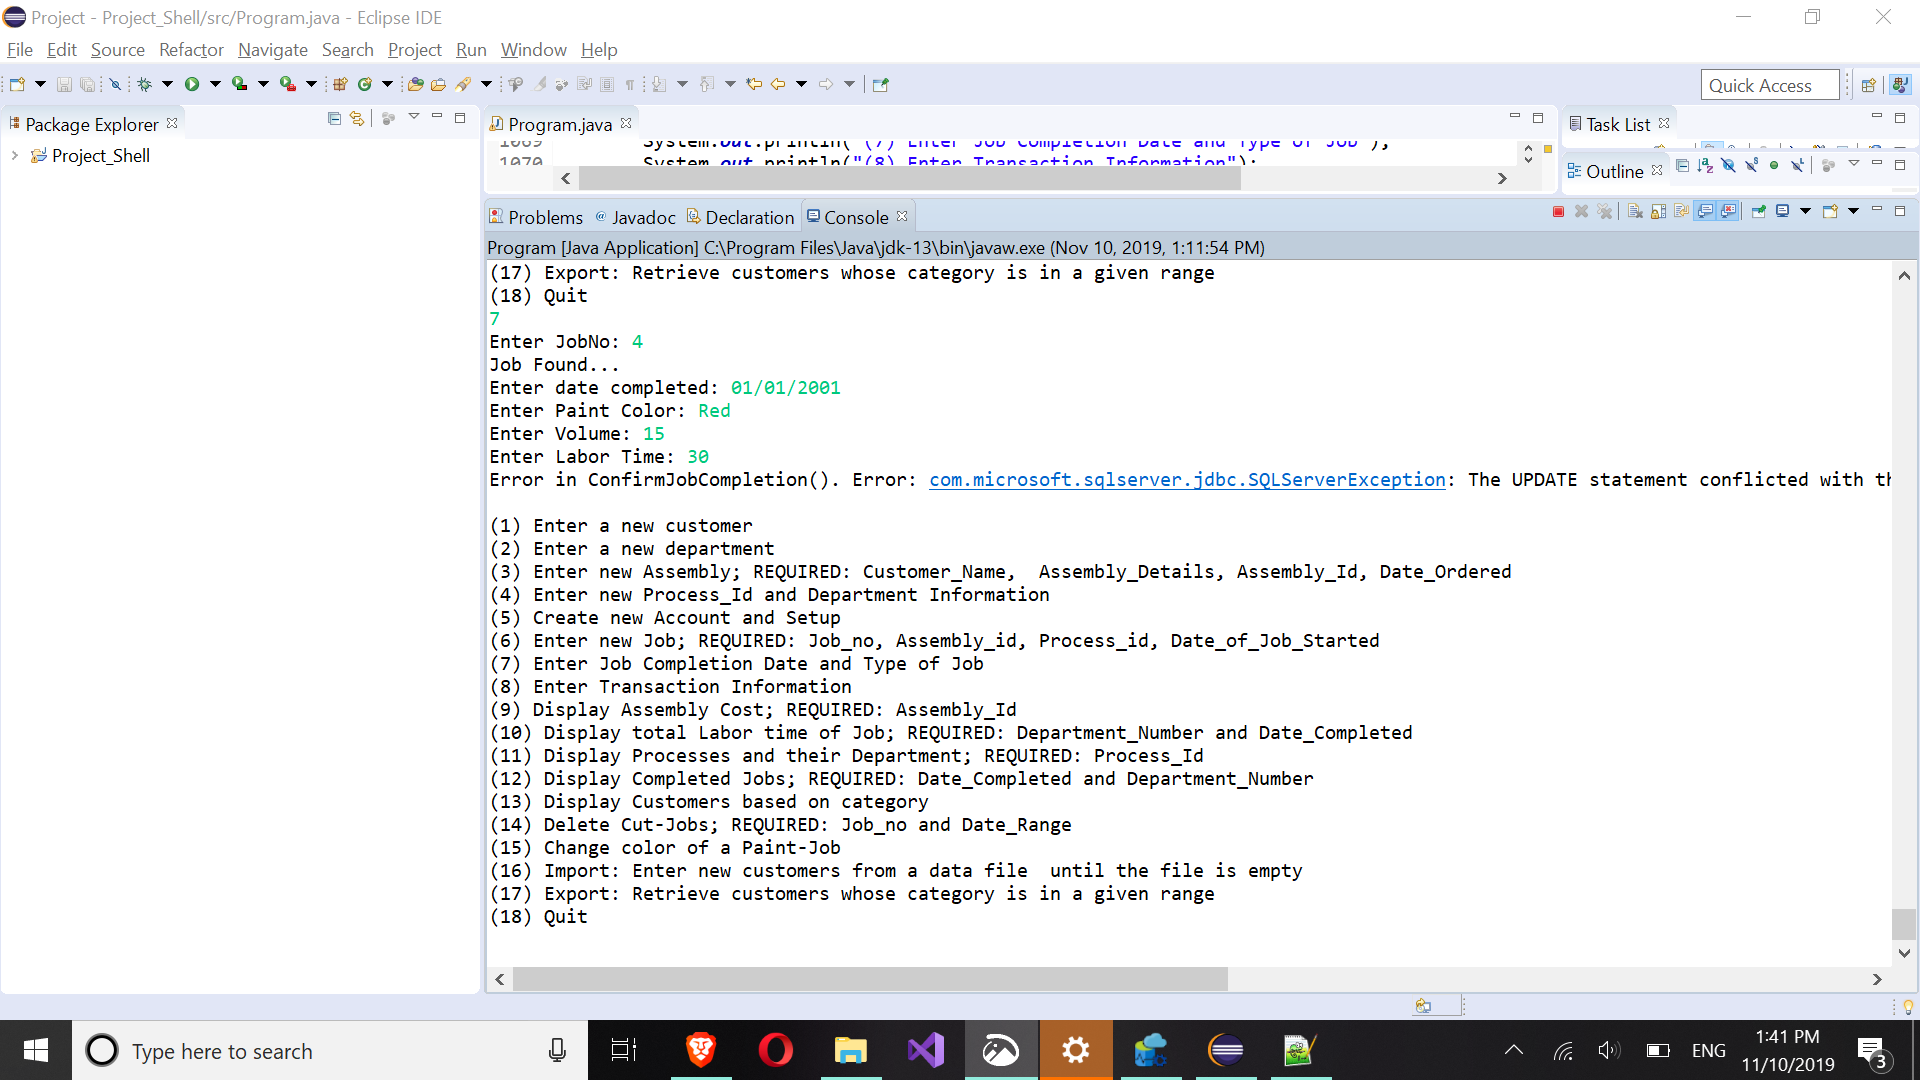 Project - Project_Shell/src/Program.java - Eclipse IDE
File Edit Source Refactor Navigate Search Project Run Window Help
Quick Access
Package Explorer
Project_Shell
Program.java
1069 System.out.println("(7) Enter Job Completion Date and Type of Job");
1070 System.out.println("(8) Enter Transaction Information");
Task List
Outline
Problems @ Javadoc Declaration Console
Program [Java Application] C:\Program Files\Java\jdk-13\bin\javaw.exe (Nov 10, 2019, 1:11:54 PM)
(17) Export: Retrieve customers whose category is in a given range
(18) Quit
7
Enter JobNo: 4
Job Found...
Enter date completed: 01/01/2001
Enter Paint Color: Red
Enter Volume: 15
Enter Labor Time: 30
Error in ConfirmJobCompletion(). Error: com.microsoft.sqlserver.jdbc.SQLServerException: The UPDATE statement conflicted with th
(1) Enter a new customer
(2) Enter a new department
(3) Enter new Assembly; REQUIRED: Customer_Name,  Assembly_Details, Assembly_Id, Date_Ordered
(4) Enter new Process_Id and Department Information
(5) Create new Account and Setup
(6) Enter new Job; REQUIRED: Job_no, Assembly_id, Process_id, Date_of_Job_Started
(7) Enter Job Completion Date and Type of Job
(8) Enter Transaction Information
(9) Display Assembly Cost; REQUIRED: Assembly_Id
(10) Display total Labor time of Job; REQUIRED: Department_Number and Date_Completed
(11) Display Processes and their Department; REQUIRED: Process_Id
(12) Display Completed Jobs; REQUIRED: Date_Completed and Department_Number
(13) Display Customers based on category
(14) Delete Cut-Jobs; REQUIRED: Job_no and Date_Range
(15) Change color of a Paint-Job
(16) Import: Enter new customers from a data file  until the file is empty
(17) Export: Retrieve customers whose category is in a given range
(18) Quit
Type here to search
ENG
1:41 PM
11/10/2019
3